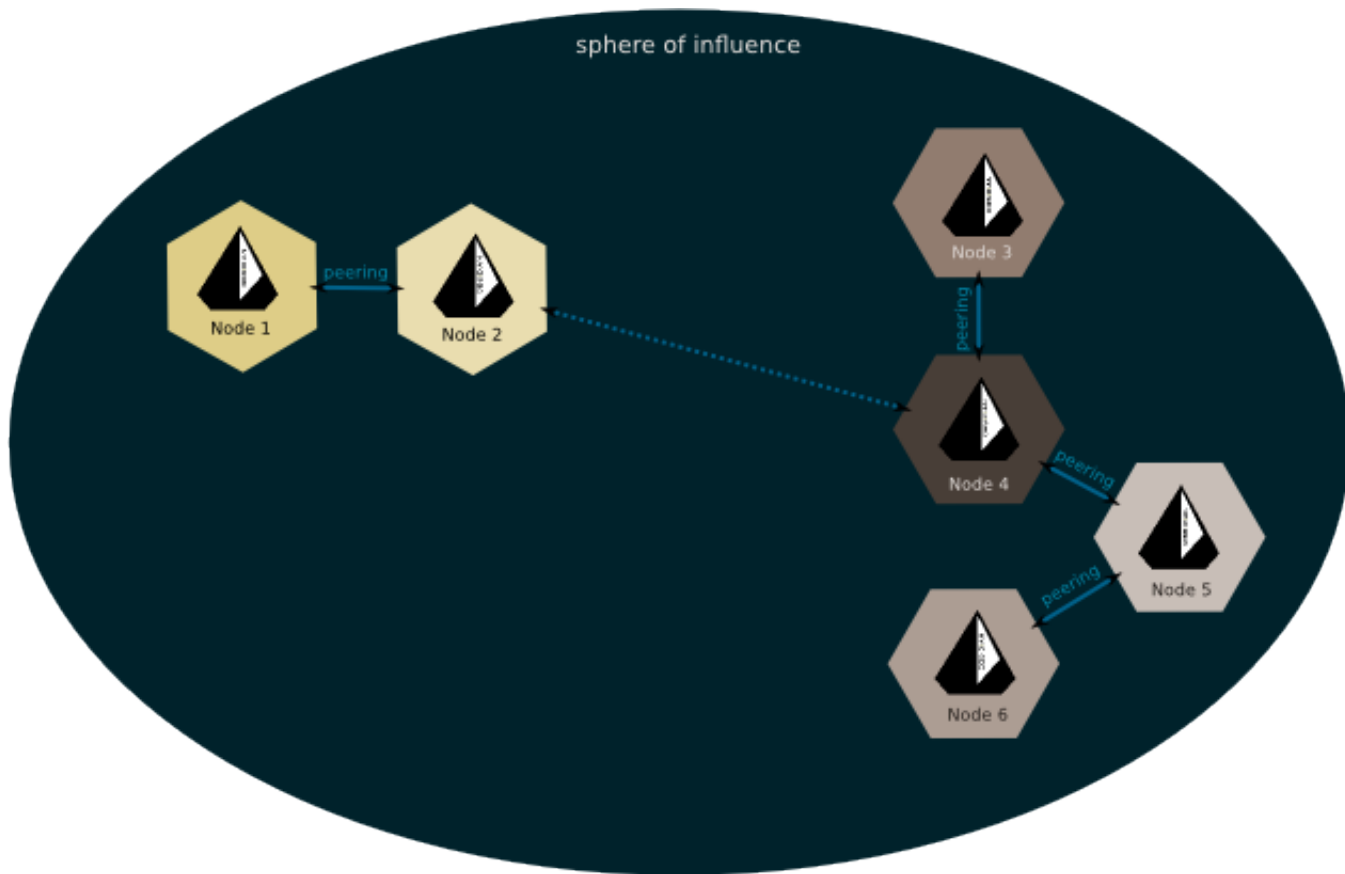 sphere of influence
Node 3
peering
Node 1
Node 2
peering
Node 4
peering
Node 5
peering
Node 6